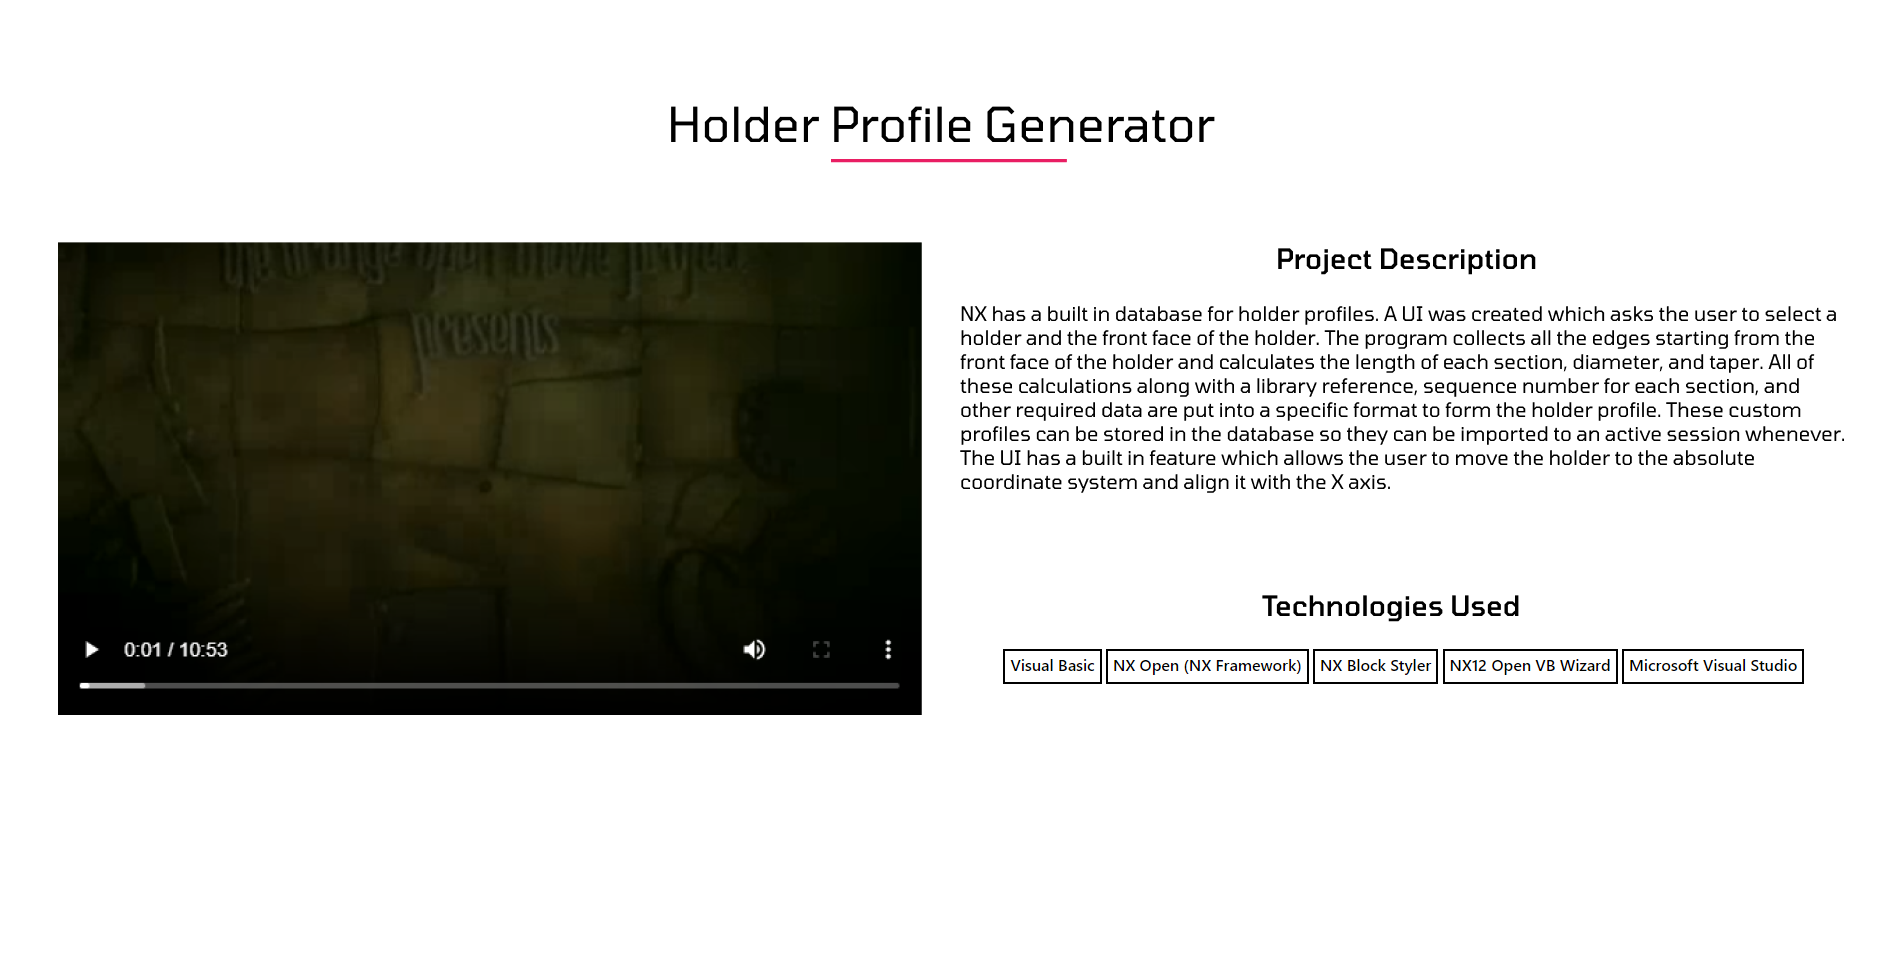 Holder Profile Generator
the orange open movie project
presents
0:01 / 10:53
Project Description
NX has a built in database for holder profiles. A UI was created which asks the user to select a
holder and the front face of the holder. The program collects all the edges starting from the
front face of the holder and calculates the length of each section, diameter, and taper. All of
these calculations along with a library reference, sequence number for each section, and
other required data are put into a specific format to form the holder profile. These custom
profiles can be stored in the database so they can be imported to an active session whenever.
The UI has a built in feature which allows the user to move the holder to the absolute
coordinate system and align it with the X axis.
Technologies Used
Visual Basic NX Open (NX Framework) NX Block Styler NX12 Open VB Wizard Microsoft Visual Studio